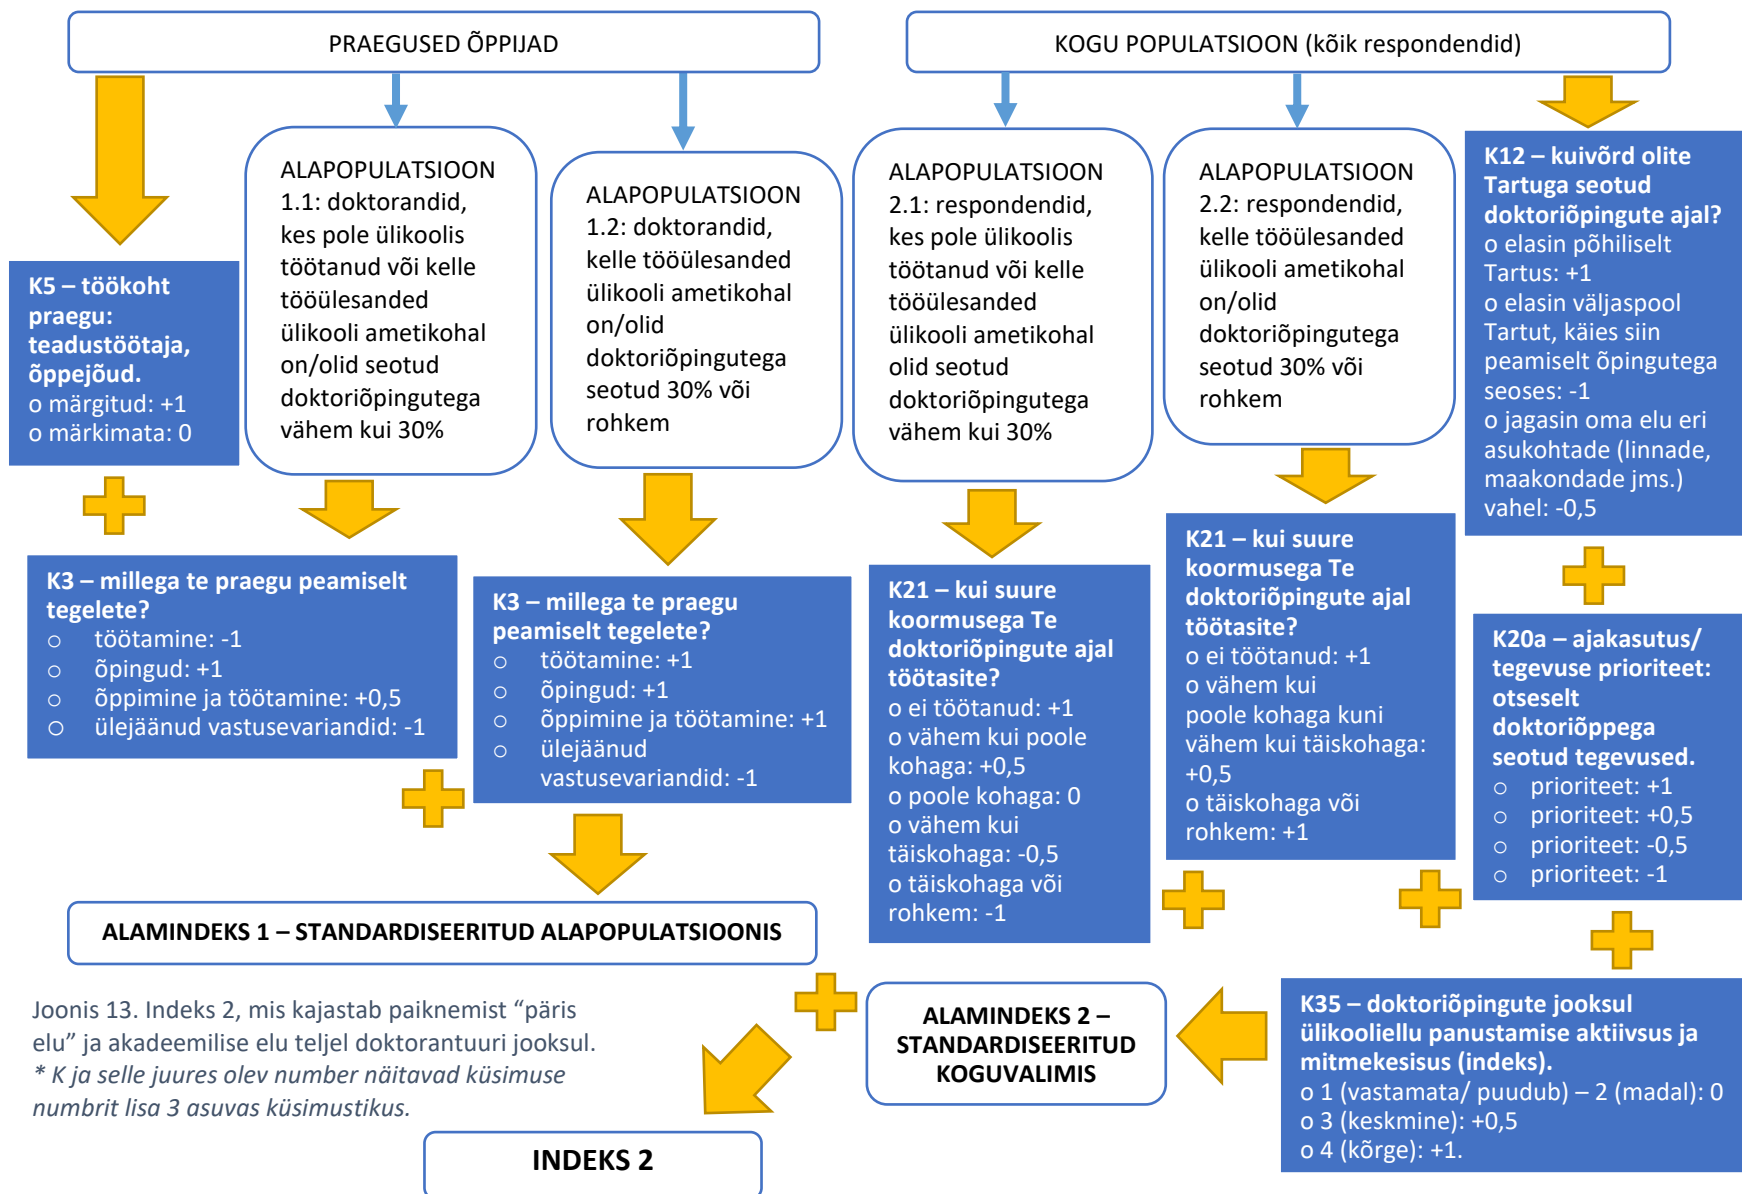 PRAEGUSED ÕPPIJAD
KOGU POPULATSIOON (kõik respondendid)
K5 – töökoht
praegu:
teadustöötaja,
õppejõud.
o märgitud: +1
o märkimata: 0
ALAPOPULATSIOON
1.1: doktorandid,
kes pole ülikoolis
töötanud või kelle
tööülesanded
ülikooli ametikohal
on/olid seotud
doktoriõpingutega
vähem kui 30%
ALAPOPULATSIOON
1.2: doktorandid,
kelle tööülesanded
ülikooli ametikohal
on/olid
doktoriõpingutega
seotud 30% või
rohkem
ALAPOPULATSIOON
2.1: respondendid,
kes pole ülikoolis
töötanud või kelle
tööülesanded
ülikooli ametikohal
olid seotud
doktoriõpingutega
vähem kui 30%
ALAPOPULATSIOON
2.2: respondendid,
kelle tööülesanded
ülikooli ametikohal
on/olid
doktoriõpingutega
seotud 30% või
rohkem
K12 – kuivõrd olite
Tartuga seotud
doktoriõpingute ajal?
o elasin põhiliselt
Tartus: +1
o elasin väljaspool
Tartut, käies siin
peamiselt õpingutega
seoses: -1
o jagasin oma elu eri
asukohtade (linnade,
maakondade jms.)
vahel: -0,5
K3 – millega te praegu peamiselt
tegelete?
o töötamine: -1
o õpingud: +1
o õppimine ja töötamine: +0,5
o ülejäänud vastusevariandid: -1
K3 – millega te praegu
peamiselt tegelete?
o töötamine: +1
o õpingud: +1
o õppimine ja töötamine: +1
o ülejäänud
vastusevariandid: -1
K21 – kui suure
koormusega Te
doktoriõpingute ajal
töötasite?
o ei töötanud: +1
o vähem kui poole
kohaga: +0,5
o poole kohaga: 0
o vähem kui
täiskohaga: -0,5
o täiskohaga või
rohkem: -1
K21 – kui suure
koormusega Te
doktoriõpingute ajal
töötasite?
o ei töötanud: +1
o vähem kui
poole kohaga kuni
vähem kui täiskohaga:
+0,5
o täiskohaga või
rohkem: +1
K20a – ajakasutus/
tegevuse prioriteet:
otseselt
doktoriõppega
seotud tegevused.
o prioriteet: +1
o prioriteet: +0,5
o prioriteet: -0,5
o prioriteet: -1
ALAMINDEKS 1 – STANDARDISEERITUD ALAPOPULATSIOONIS
ALAMINDEKS 2 –
STANDARDISEERITUD
KOGUVALIMIS
K35 – doktoriõpingute jooksul
ülikooliellu panustamise aktiivsus ja
mitmekesisus (indeks).
o 1 (vastamata/ puudub) – 2 (madal): 0
o 3 (keskmine): +0,5
o 4 (kõrge): +1.
Joonis 13. Indeks 2, mis kajastab paiknemist “päris
elu” ja akadeemilise elu teljel doktorantuuri jooksul.
* K ja selle juures olev number näitavad küsimuse
numbrit lisa 3 asuvas küsimustikus.
INDEKS 2